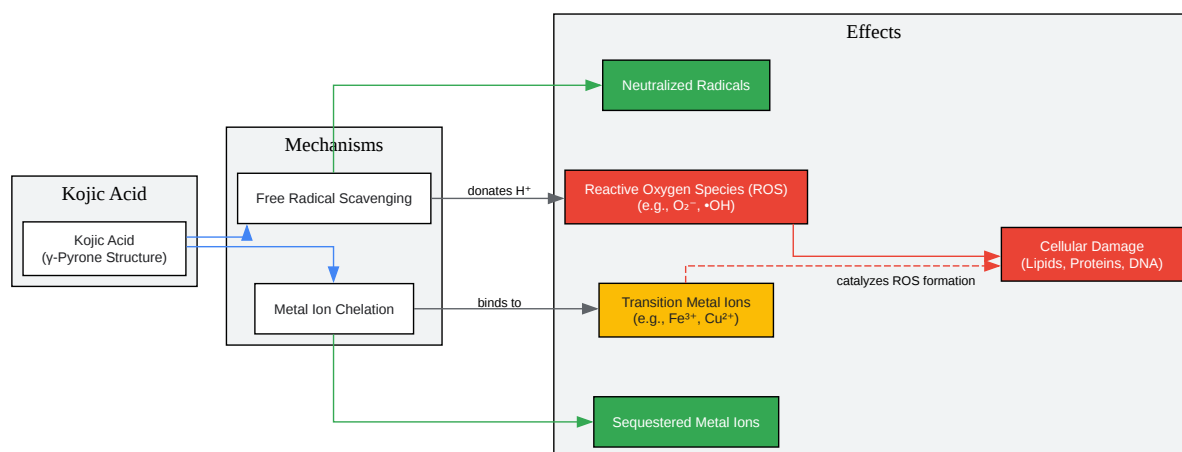 Effects
Neutralized Radicals
Mechanisms
Free Radical Scavenging
donates H⁺
Reactive Oxygen Species (ROS)
(e.g., O₂⁻, •OH)
Kojic Acid
Kojic Acid
(γ-Pyrone Structure)
Cellular Damage
(Lipids, Proteins, DNA)
catalyzes ROS formation
Metal Ion Chelation
binds to
Transition Metal Ions
(e.g., Fe³⁺, Cu²⁺)
Sequestered Metal Ions